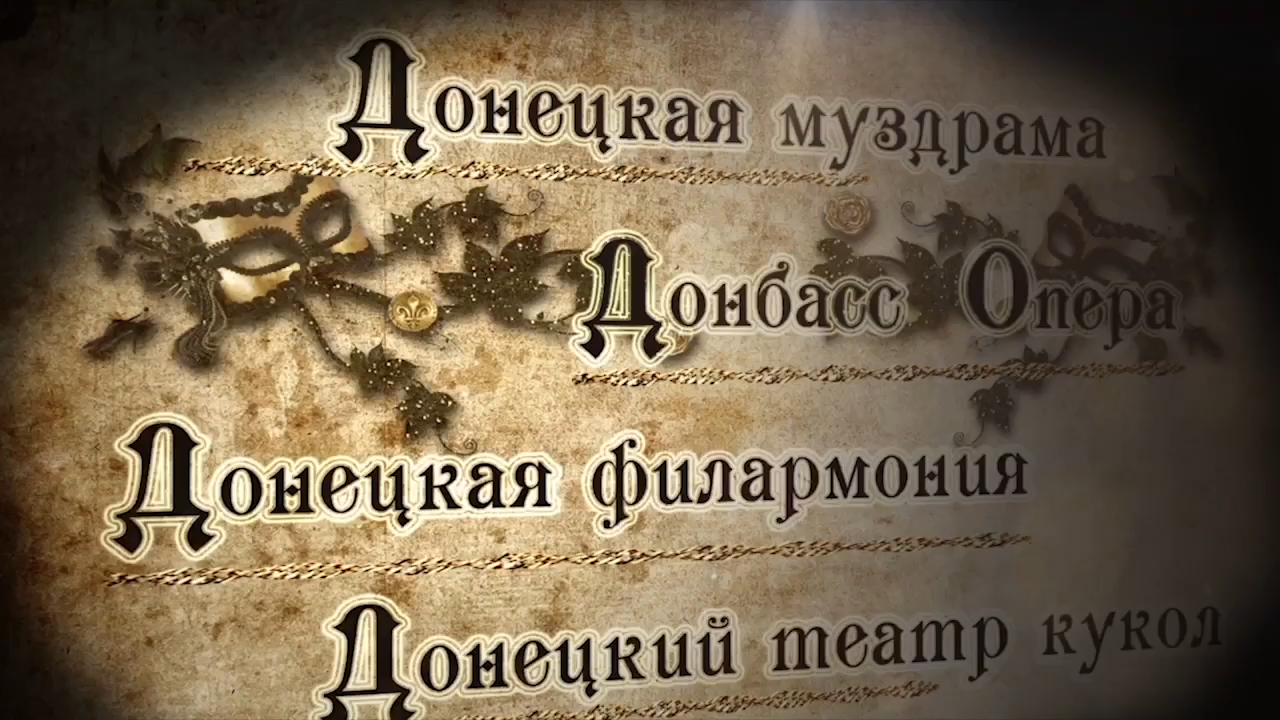 Донецкая муздрама
Донбасс Опера
Донецкая филармония
Донецкий театр кукол